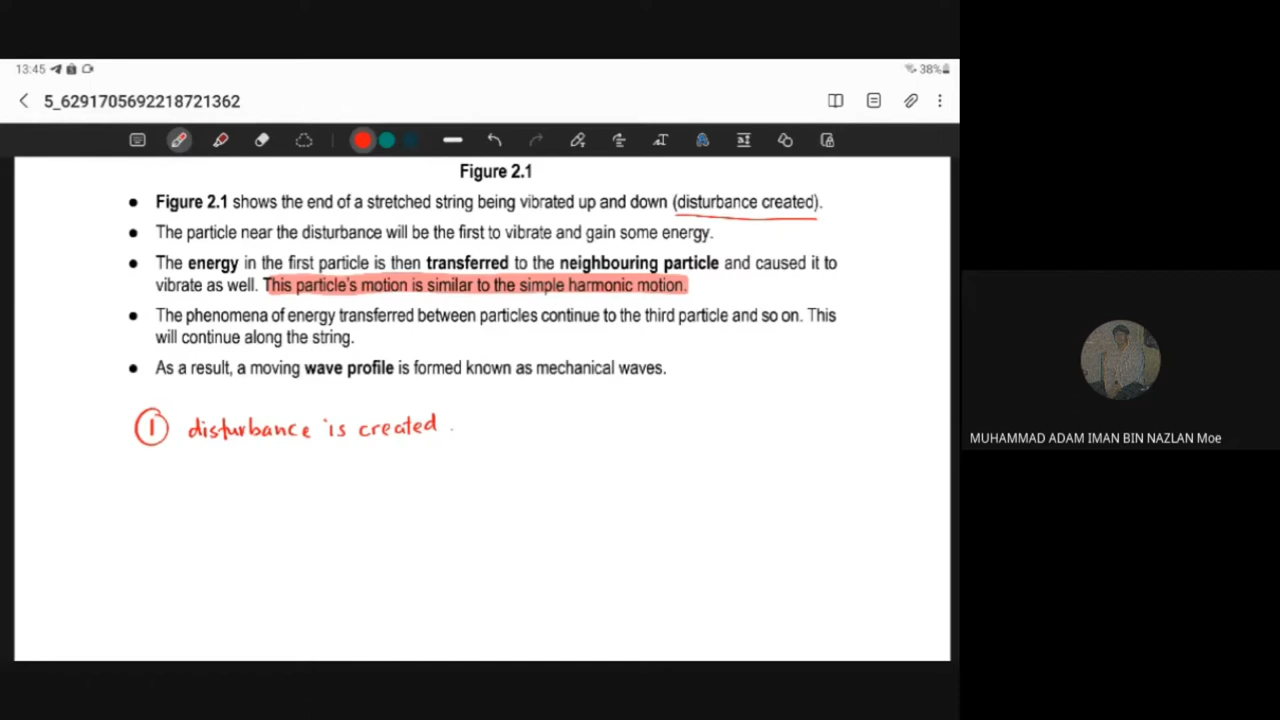 13:45
38%
5_6291705692218721362
Figure 2.1
• Figure 2.1 shows the end of a stretched string being vibrated up and down (disturbance created).
• The particle near the disturbance will be the first to vibrate and gain some energy.
• The energy in the first particle is then transferred to the neighbouring particle and caused it to
vibrate as well. This particle's motion is similar to the simple harmonic motion.
• The phenomena of energy transferred between particles continue to the third particle and so on. This
will continue along the string.
• As a result, a moving wave profile is formed known as mechanical waves.
① disturbance is created.
MUHAMMAD ADAM IMAN BIN NAZLAN Moe